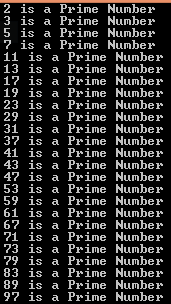 2 is a Prime Number
3 is a Prime Number
5 is a Prime Number
7 is a Prime Number
11 is a Prime Number
13 is a Prime Number
17 is a Prime Number
19 is a Prime Number
23 is a Prime Number
29 is a Prime Number
31 is a Prime Number
37 is a Prime Number
41 is a Prime Number
43 is a Prime Number
47 is a Prime Number
53 is a Prime Number
59 is a Prime Number
61 is a Prime Number
67 is a Prime Number
71 is a Prime Number
73 is a Prime Number
79 is a Prime Number
83 is a Prime Number
89 is a Prime Number
97 is a Prime Number